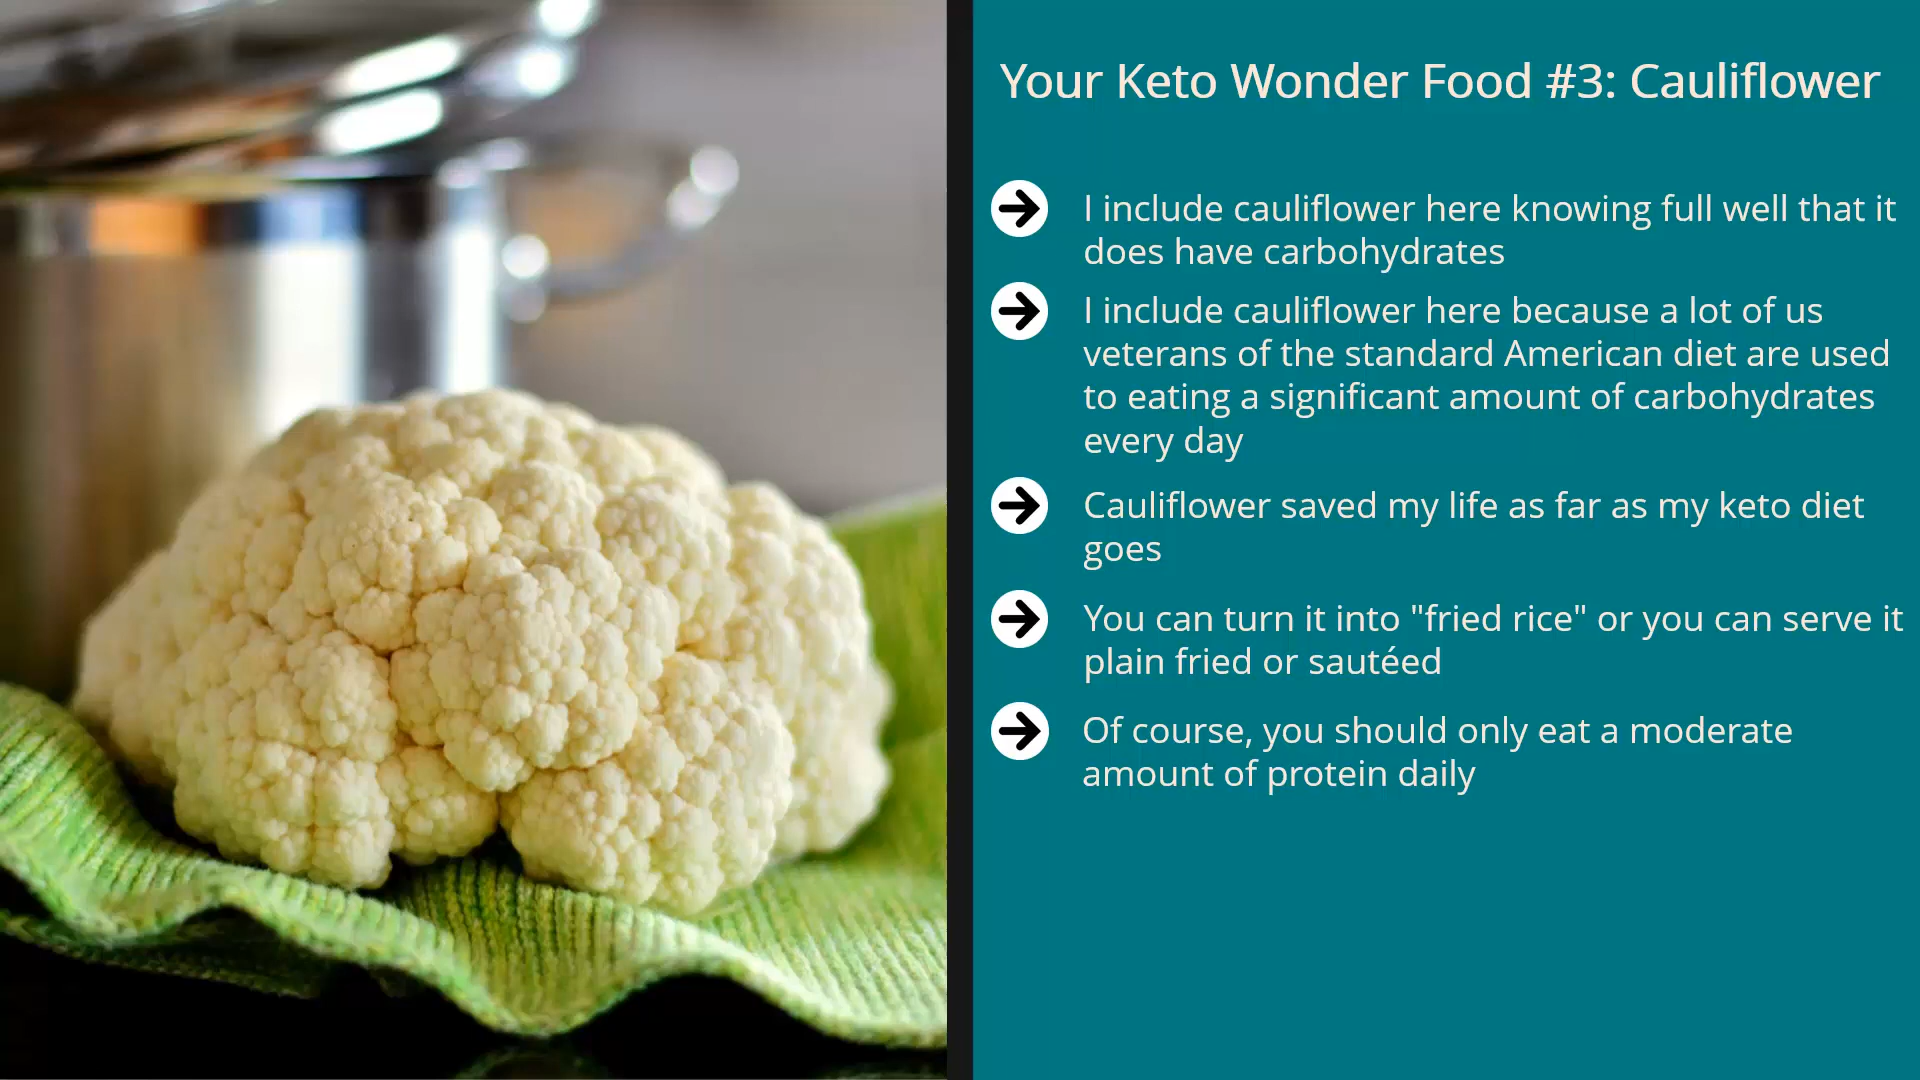 Your Keto Wonder Food #3: Cauliflower
I include cauliflower here knowing full well that it
does have carbohydrates
I include cauliflower here because a lot of us
veterans of the standard American diet are used
to eating a significant amount of carbohydrates
every day
Cauliflower saved my life as far as my keto diet
goes
You can turn it into "fried rice" or you can serve it
plain fried or sautéed
Of course, you should only eat a moderate
amount of protein daily